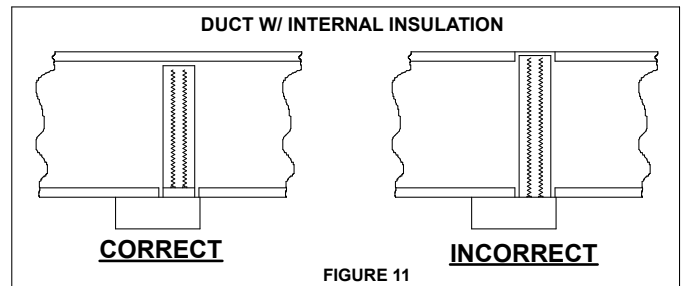 DUCT W/ INTERNAL INSULATION
CORRECT
INCORRECT
FIGURE 11